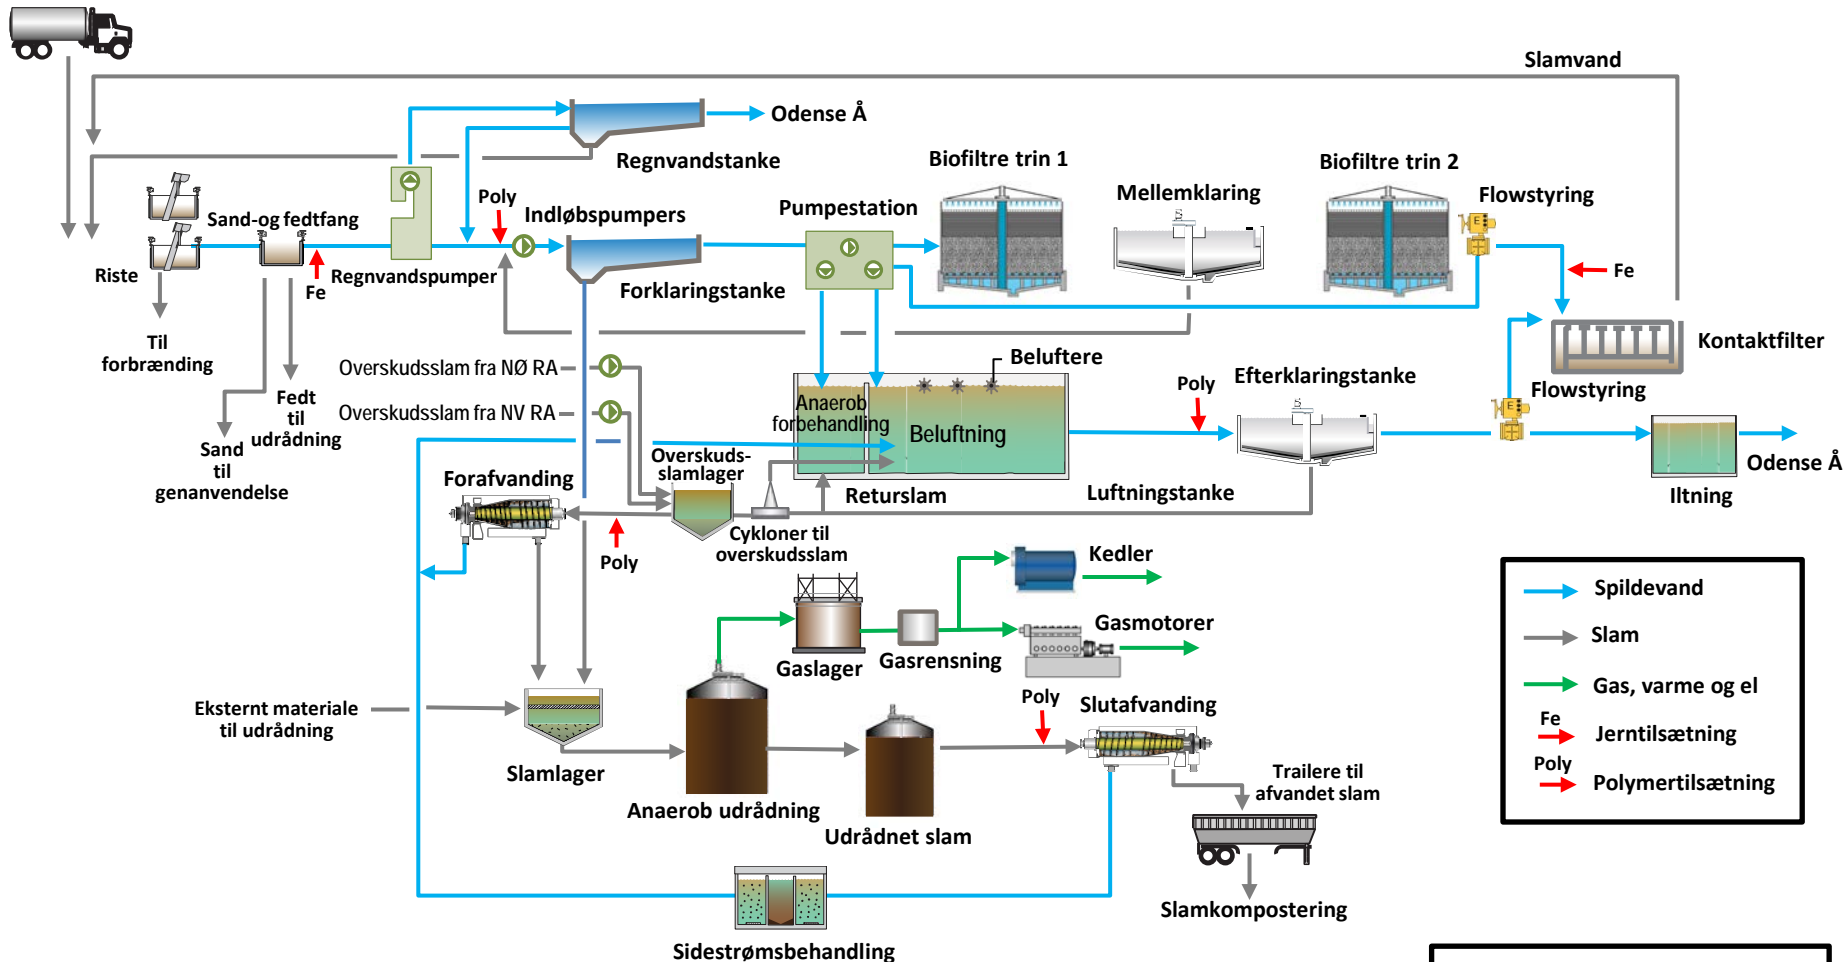 Slamvand
Odense Å
Regnvandstanke
Biofiltre trin 1
Biofiltre trin 2
Mellemklaring
Flowstyring
Poly
Indløbspumpers
Pumpestation
Sand-og fedtfang
Riste
Fe
Regnvandspumper
Forklaringstanke
Fe
Kontaktfilter
Til
forbrænding
Overskudsslam fra NØ RA
Beluftere
Poly
Efterklaringstanke
Flowstyring
Fedt
til
udrådning
Overskudsslam fra NV RA
Anaerob
forbehandling
Beluftning
Sand
til
genanvendelse
Forafvanding
Overskuds-
slamlager
Returslam
Luftningstanke
Iltning
Odense Å
Poly
Cykloner til
overskudsslam
Kedler
Gaslager
Gasrensning
Gasmotorer
Spildevand
Slam
Gas, varme og el
Fe
Jerntilsætning
Poly
Polymertilsætning
Eksternt materiale
til udrådning
Slamlager
Anaerob udrådning
Udrådnet slam
Poly
Slutafvanding
Trailere til
afvandet slam
Slamkompostering
Sidestrømsbehandling